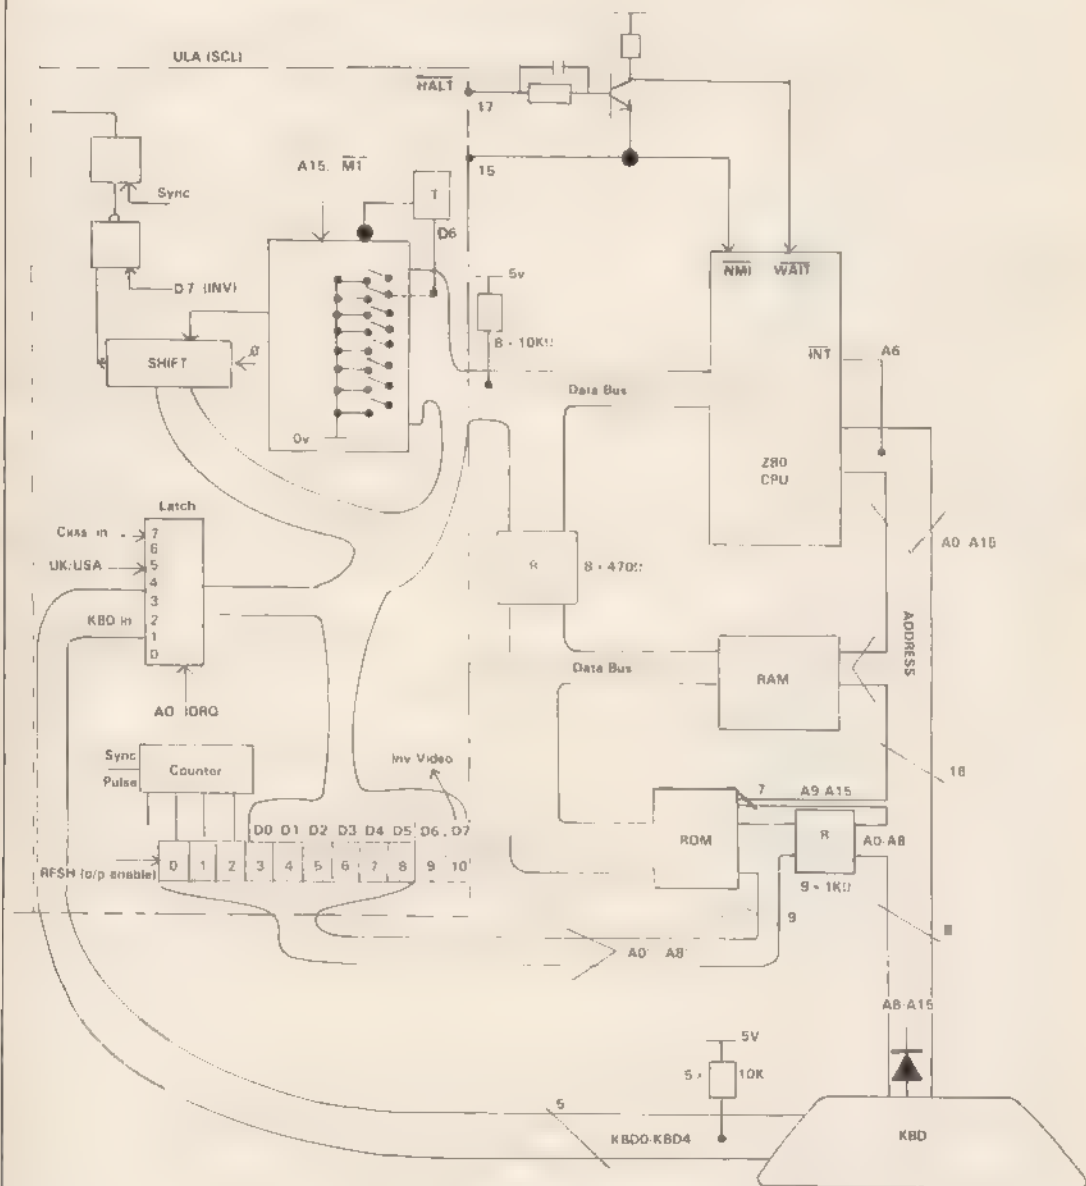 ULA (SCL)
HALT
17
Sync
A15, M1
15
T
D6
D7 (INV)
5v
NMI WAIT
8 × 10KΩ
INT
A6
SHIFT
Ø
Data Bus
0v
Z80
CPU
Latch
7
6
5
4
3
2
1
0
UK/USA
KBD in
R
8 × 470Ω
A0 A15
ADDRESS
Data Bus
RAM
A0 IORQ
Sync
Pulse
Counter
Inv Video
16
7
A9 A15
ROM
R
A0-A8
D0 D1 D2 D3 D4 D5 D6 D7
RFSH (o/p enable)
0 1 2 3 4 5 6 7 8 9 10
9 × 1KΩ
9
8
A0' A8'
A8-A15
5V
5 ×
10K
5
KBD0-KBD4
KBD